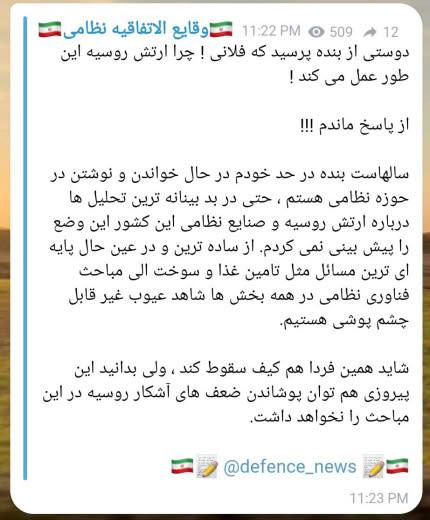 🇮🇷وقایع الاتفاقیه نظامی🇮🇷 11:22 PM 509 12
دوستی از بنده پرسید که فلانی ! چرا ارتش روسیه این
طور عمل می کند !
از پاسخ ماندم !!!
سالهاست بنده در حد خودم در حال خواندن و نوشتن در
حوزه نظامی هستم ، حتی در بد بینانه ترین تحلیل ها
درباره ارتش روسیه و صنایع نظامی این کشور این وضع
را پیش بینی نمی کردم. از ساده ترین و در عین حال پایه
ای ترین مسائل مثل تامین غذا و سوخت الی مباحث
فناوری نظامی در همه بخش ها شاهد عیوب غیر قابل
چشم پوشی هستیم.
شاید همین فردا هم کیف سقوط کند ، ولی بدانید این
پیروزی هم توان پوشاندن ضعف های آشکار روسیه در این
مباحث را نخواهد داشت.
🇮🇷📝 @defence_news 📝🇮🇷
11:23 PM